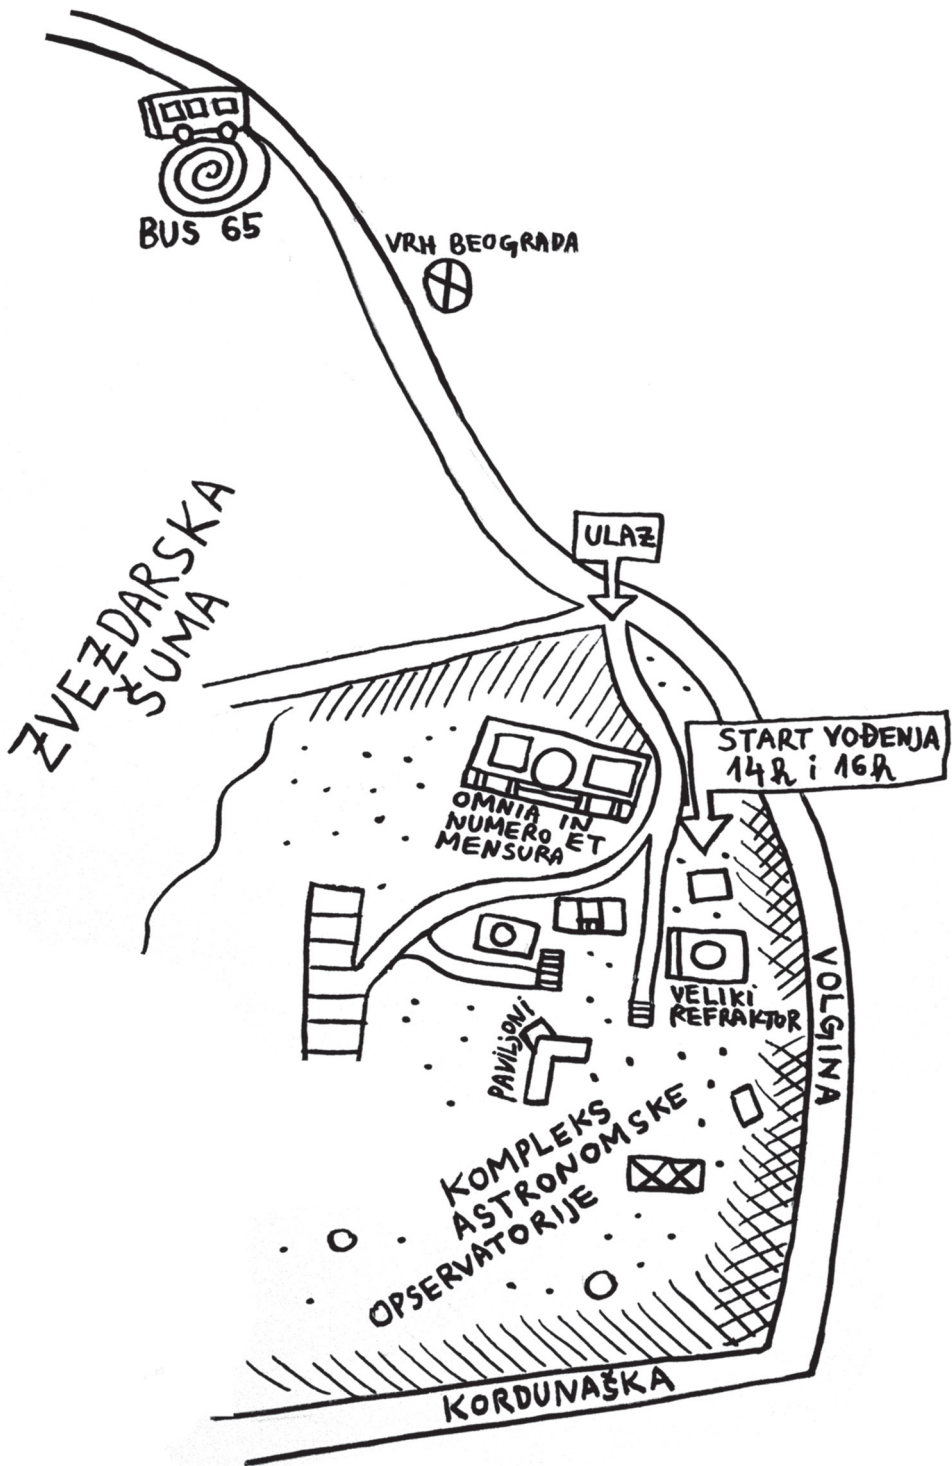 BUS 65
VRH BEOGRADA
ULAZ
ZVEZDARSKA
ŠUMA
START VOĐENJA
14h i 16h
OMNIA IN
NUMERO ET
MENSURA
VELIKI
REFRAKTOR
VOLGINA
PAVILJONI
KOMPLEKS
ASTRONOMSKE
OPSERVATORIJE
KORDUNAŠKA